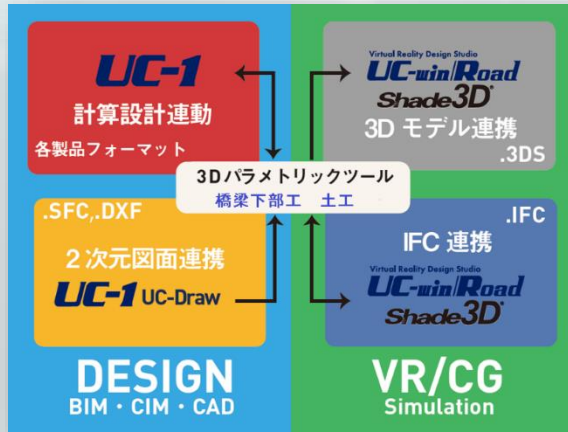 UC-1
計算設計連動
各製品フォーマット
Virtual Reality Design Studio
UC-win/Road
Shade3D®
3D モデル連携
.3DS
3Dパラメトリックツール
橋梁下部工 土工
.SFC,.DXF
2次元図面連携
UC-1 UC-Draw
.IFC
IFC 連携
Virtual Reality Design Studio
UC-win/Road
Shade3D®
DESIGN
BIM・CIM・CAD
VR/CG
Simulation